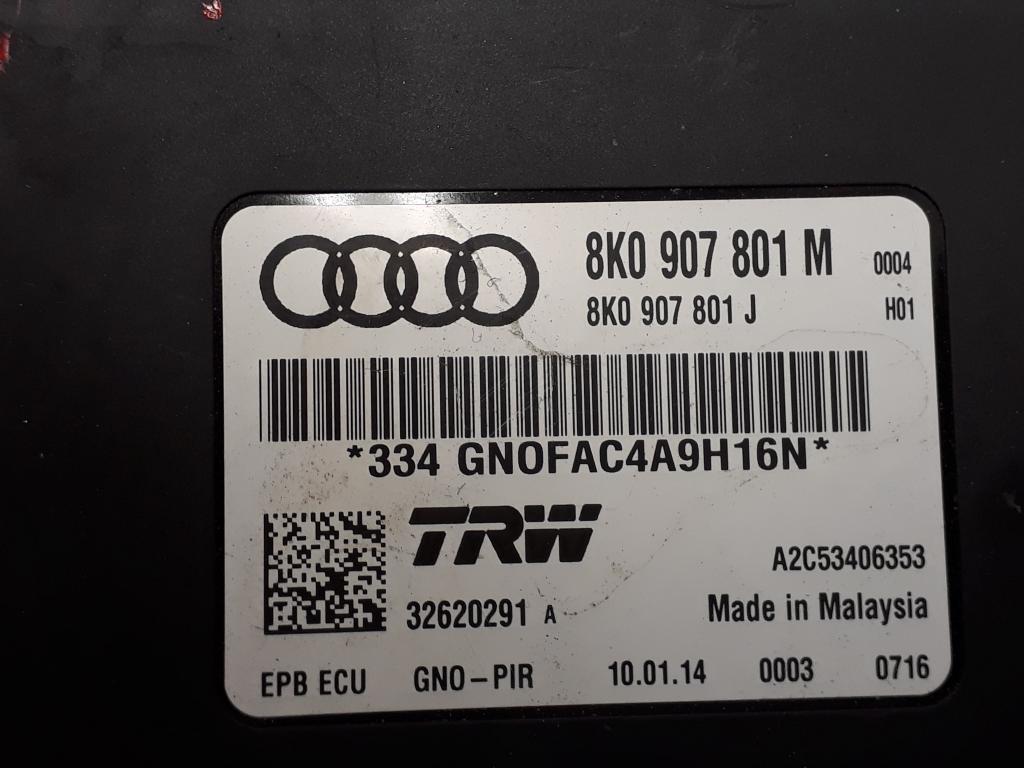 8K0 907 801 M 0004
8K0 907 801 J H01
*334 GNOFAC4A9H16N*
TRW
A2C53406353
32620291 A Made in Malaysia
EPB ECU GNO-PIR 10.01.14 0003 0716